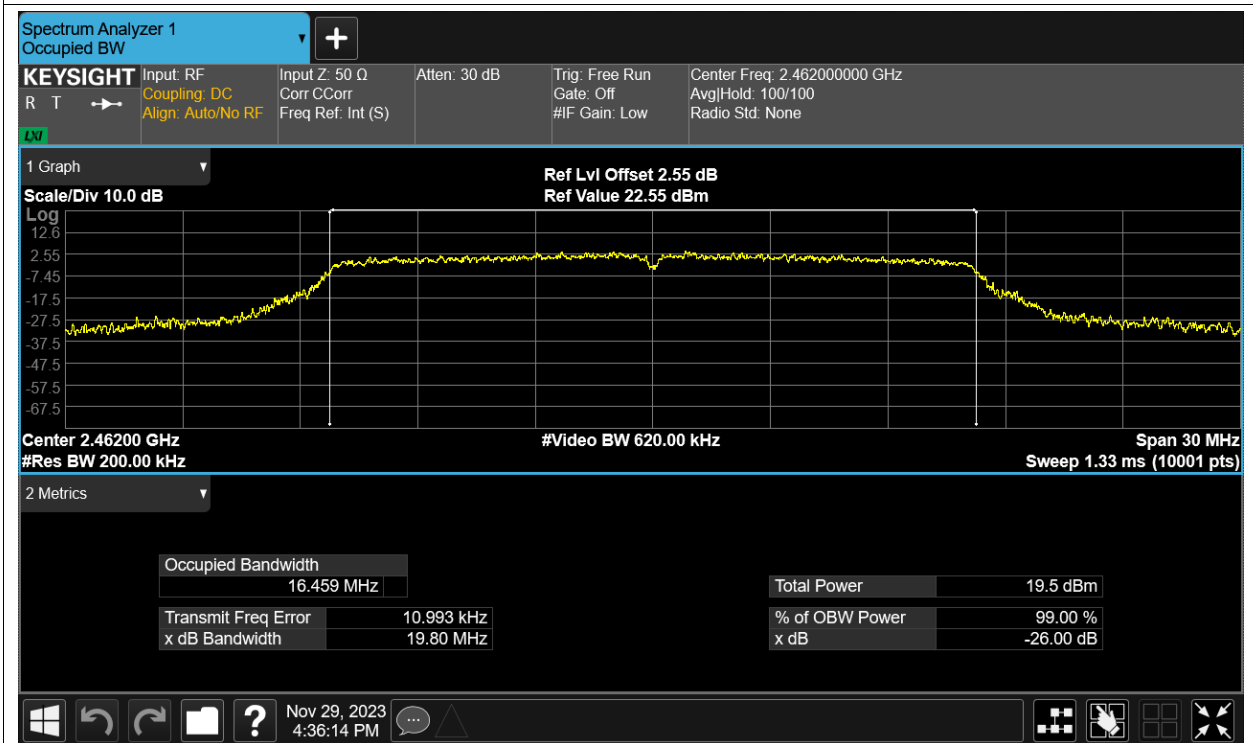 Spectrum Analyzer 1
Occupied BW
KEYSIGHT
R T
LXI
Input: RF
Coupling: DC
Align: Auto/No RF
Input Z: 50 Ω
Corr CCorr
Freq Ref: Int (S)
Atten: 30 dB
Trig: Free Run
Gate: Off
#IF Gain: Low
Center Freq: 2.462000000 GHz
Avg|Hold: 100/100
Radio Std: None
1 Graph
Scale/Div 10.0 dB
Ref Lvl Offset 2.55 dB
Ref Value 22.55 dBm
Log
12.6
2.55
-7.45
-17.5
-27.5
-37.5
-47.5
-57.5
-67.5
Center 2.46200 GHz
#Video BW 620.00 kHz
Span 30 MHz
#Res BW 200.00 kHz
Sweep 1.33 ms (10001 pts)
2 Metrics
Occupied Bandwidth
16.459 MHz
Total Power 19.5 dBm
Transmit Freq Error 10.993 kHz
% of OBW Power 99.00 %
x dB Bandwidth 19.80 MHz
x dB -26.00 dB
?
Nov 29, 2023
4:36:14 PM